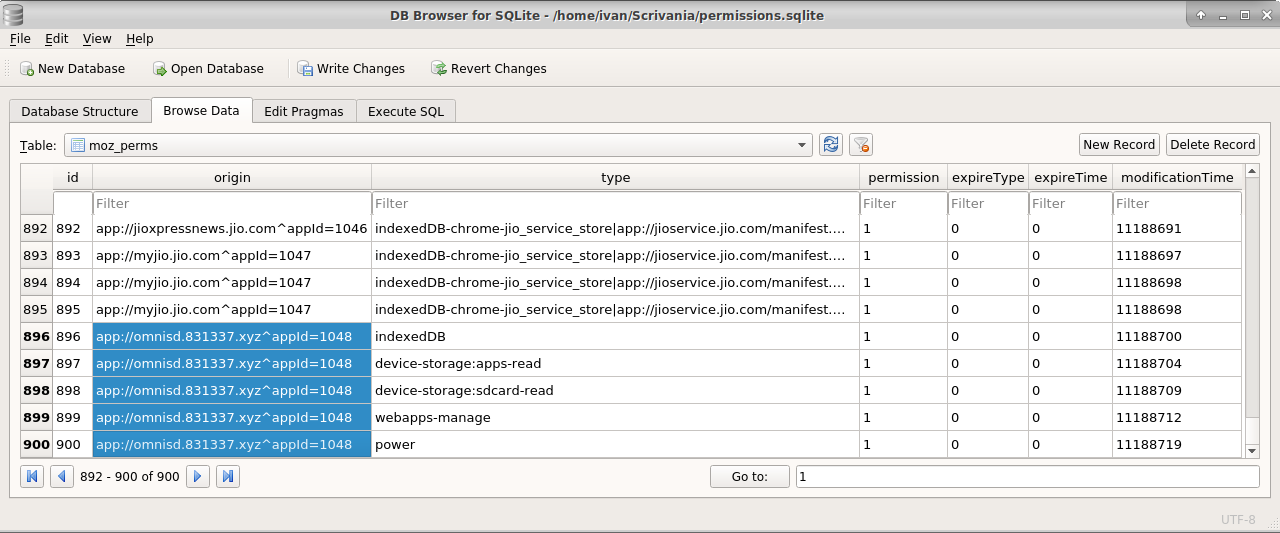 DB Browser for SQLite - /home/ivan/Scrivania/permissions.sqlite
File Edit View Help
New Database Open Database Write Changes Revert Changes
Database Structure Browse Data Edit Pragmas Execute SQL
Table: moz_perms New Record Delete Record
id origin type permission expireType expireTime modificationTime
Filter Filter Filter Filter Filter Filter
892 892 app://jioxpressnews.jio.com^appId=1046 indexedDB-chrome-jio_service_store|app://jioservice.jio.com/manifest.... 1 0 0 11188691
893 893 app://myjio.jio.com^appId=1047 indexedDB-chrome-jio_service_store|app://jioservice.jio.com/manifest.... 1 0 0 11188697
894 894 app://myjio.jio.com^appId=1047 indexedDB-chrome-jio_service_store|app://jioservice.jio.com/manifest.... 1 0 0 11188698
895 895 app://myjio.jio.com^appId=1047 indexedDB-chrome-jio_service_store|app://jioservice.jio.com/manifest.... 1 0 0 11188698
896 896 app://omnisd.831337.xyz^appId=1048 indexedDB 1 0 0 11188700
897 897 app://omnisd.831337.xyz^appId=1048 device-storage:apps-read 1 0 0 11188704
898 898 app://omnisd.831337.xyz^appId=1048 device-storage:sdcard-read 1 0 0 11188709
899 899 app://omnisd.831337.xyz^appId=1048 webapps-manage 1 0 0 11188712
900 900 app://omnisd.831337.xyz^appId=1048 power 1 0 0 11188719
892 - 900 of 900 Go to: 1
UTF-8